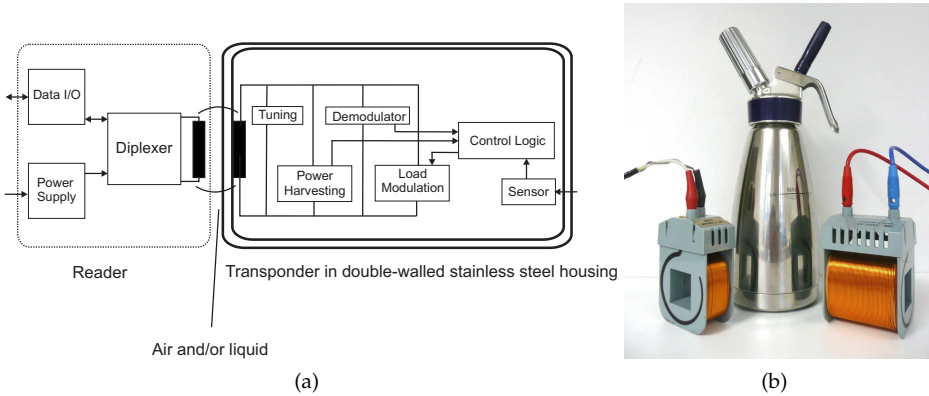 Data I/O
Diplexer
Power
Supply
Tuning
Demodulator
Control Logic
Power
Harvesting
Load
Modulation
Sensor
Reader
Transponder in double-walled stainless steel housing
Air and/or liquid
(a)
(b)